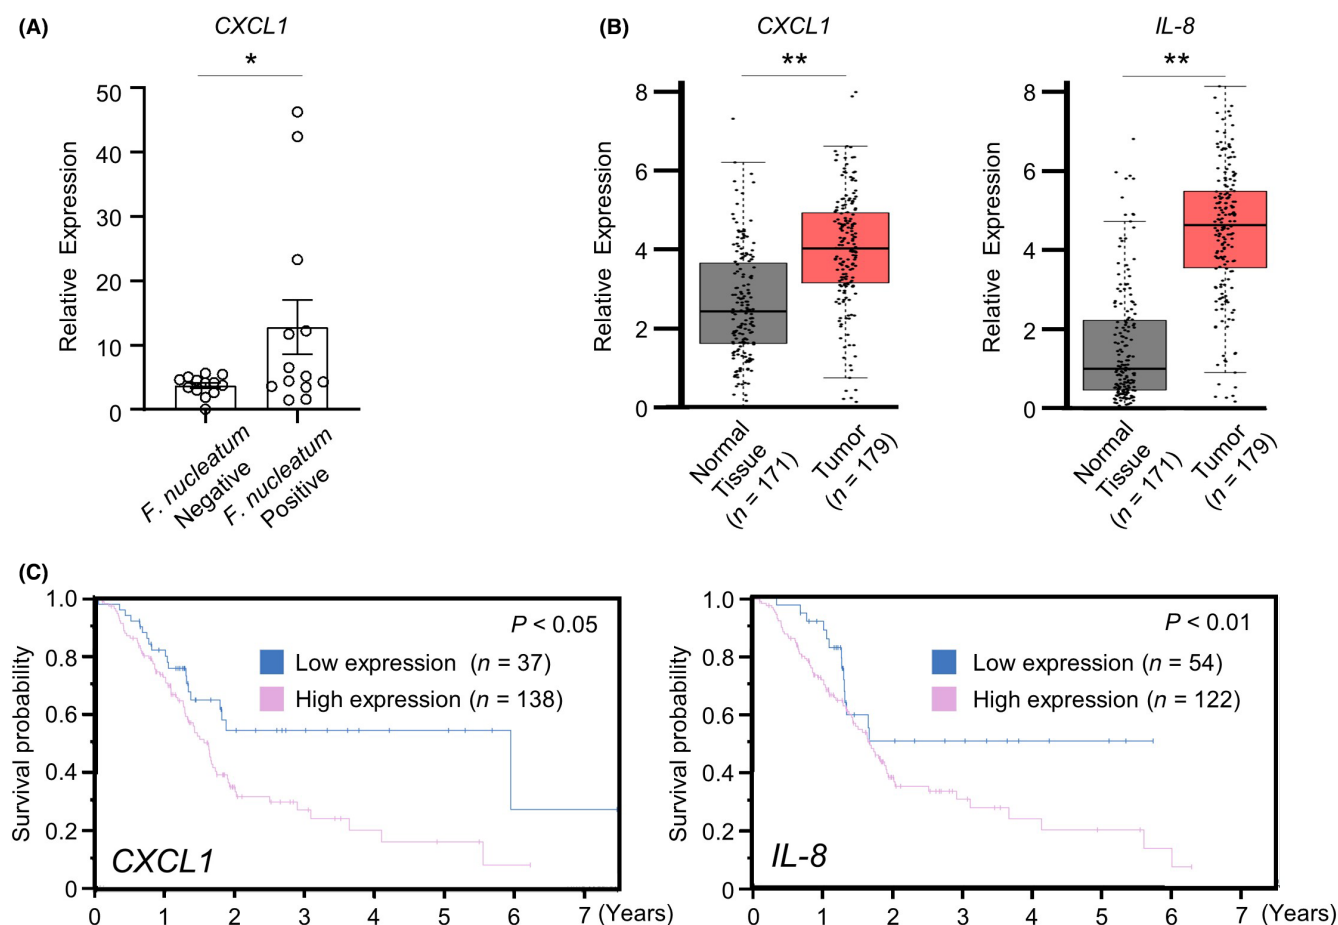 (A)
CXCL1
*
Relative Expression
50
40
30
20
10
0
F. nucleatum
Negative
F. nucleatum
Positive
(B)
CXCL1
**
Relative Expression
8
6
4
2
0
Normal
Tissue
(n = 171)
Tumor
(n = 179)
IL-8
**
Relative Expression
8
6
4
2
0
Normal
Tissue
(n = 171)
Tumor
(n = 179)
(C)
Survival probability
1.0
0.8
0.6
0.4
0.2
0
P < 0.05
Low expression (n = 37)
High expression (n = 138)
CXCL1
0 1 2 3 4 5 6 7 (Years)
Survival probability
1.0
0.8
0.6
0.4
0.2
0
P < 0.01
Low expression (n = 54)
High expression (n = 122)
IL-8
0 1 2 3 4 5 6 7 (Years)